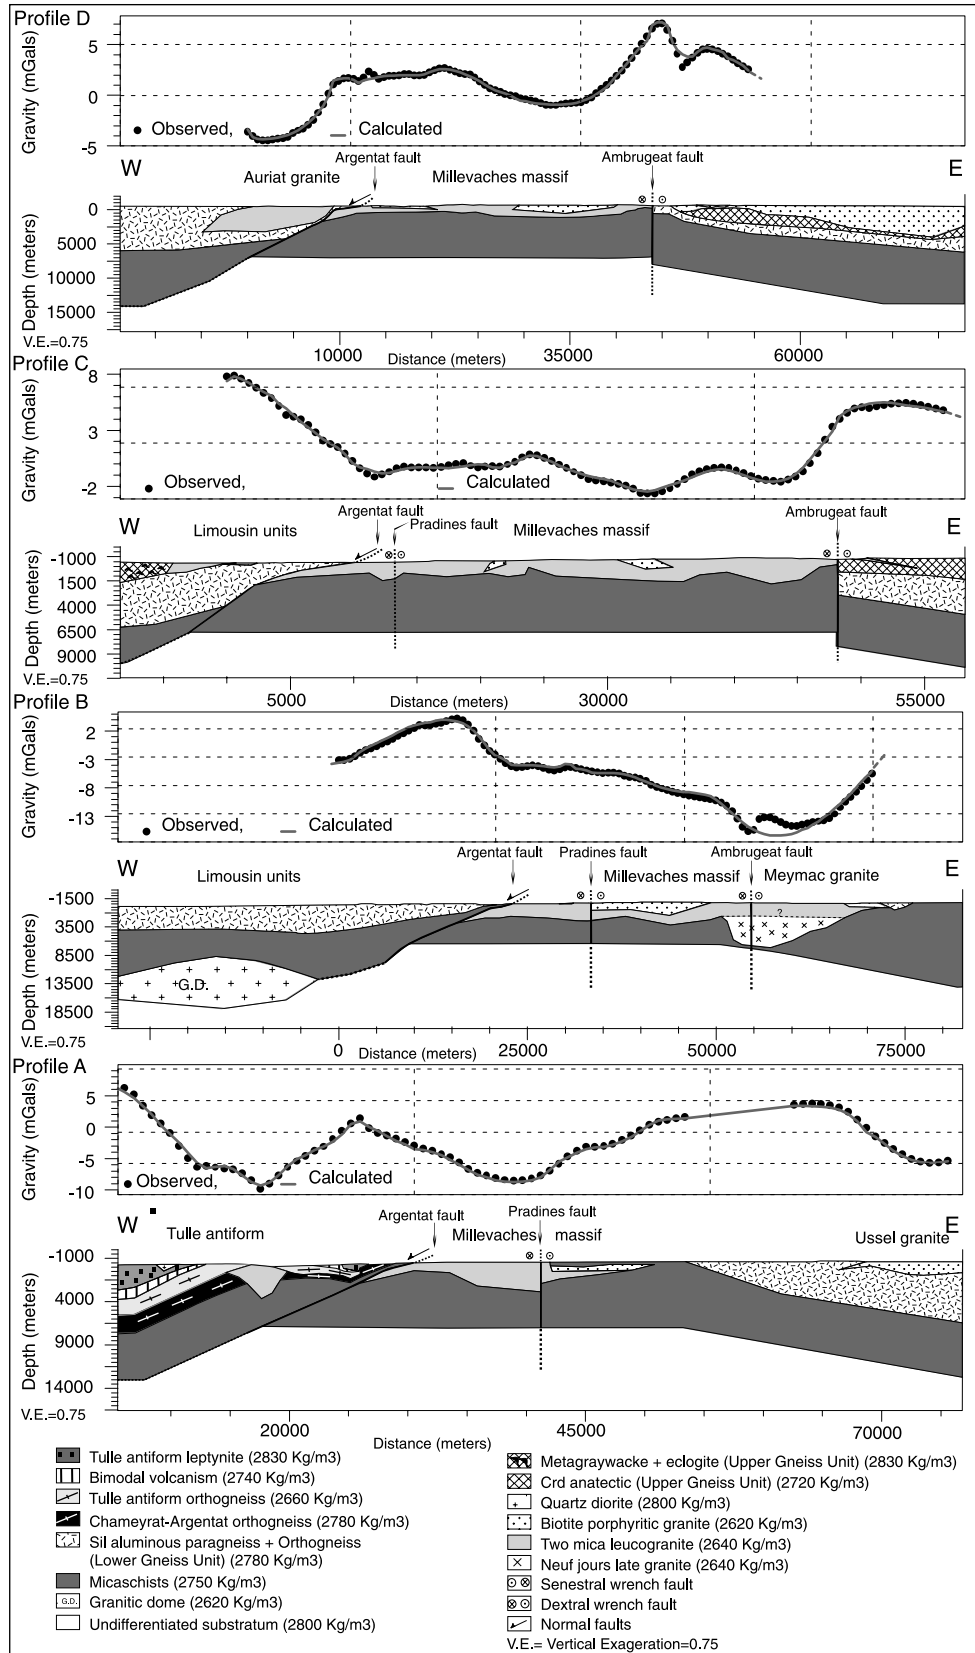 Profile D
Gravity (mGals)
5
0
-5
Observed,
Calculated
Argentat fault
Ambrugeat fault
W
Auriat granite
Millevaches massif
E
Depth (meters)
0
5000
10000
15000
V.E.=0.75
10000
Distance (meters)
35000
60000
Profile C
Gravity (mGals)
8
3
-2
Observed,
Calculated
W
Argentat fault
Pradines fault
Ambrugeat fault
E
Limousin units
Millevaches massif
Depth (meters)
-1000
1500
4000
6500
9000
V.E.=0.75
5000
Distance (meters)
30000
55000
Profile B
Gravity (mGals)
2
-3
-8
-13
Observed,
Calculated
Argentat fault
Pradines fault
Ambrugeat fault
W
Limousin units
Millevaches massif
Meymac granite
E
Depth (meters)
-1500
3500
8500
13500
18500
?
G.D.
V.E.=0.75
0
Distance (meters)
25000
50000
75000
Profile A
Gravity (mGals)
5
0
-5
-10
Observed,
Calculated
Pradines fault
Argentat fault
W
Tulle antiform
Millevaches massif
Ussel granite
E
Depth (meters)
-1000
4000
9000
14000
V.E.=0.75
20000
Distance (meters)
45000
70000
Tulle antiform leptynite (2830 Kg/m3)
Bimodal volcanism (2740 Kg/m3)
Tulle antiform orthogneiss (2660 Kg/m3)
Chameyrat-Argentat orthogneiss (2780 Kg/m3)
Sil aluminous paragneiss + Orthogneiss
(Lower Gneiss Unit) (2780 Kg/m3)
Micaschists (2750 Kg/m3)
G.D. Granitic dome (2620 Kg/m3)
Undifferentiated substratum (2800 Kg/m3)
Metagraywacke + eclogite (Upper Gneiss Unit) (2830 Kg/m3)
Crd anatectic (Upper Gneiss Unit) (2720 Kg/m3)
Quartz diorite (2800 Kg/m3)
Biotite porphyritic granite (2620 Kg/m3)
Two mica leucogranite (2640 Kg/m3)
Neuf jours late granite (2640 Kg/m3)
Senestral wrench fault
Dextral wrench fault
Normal faults
V.E.= Vertical Exageration=0.75